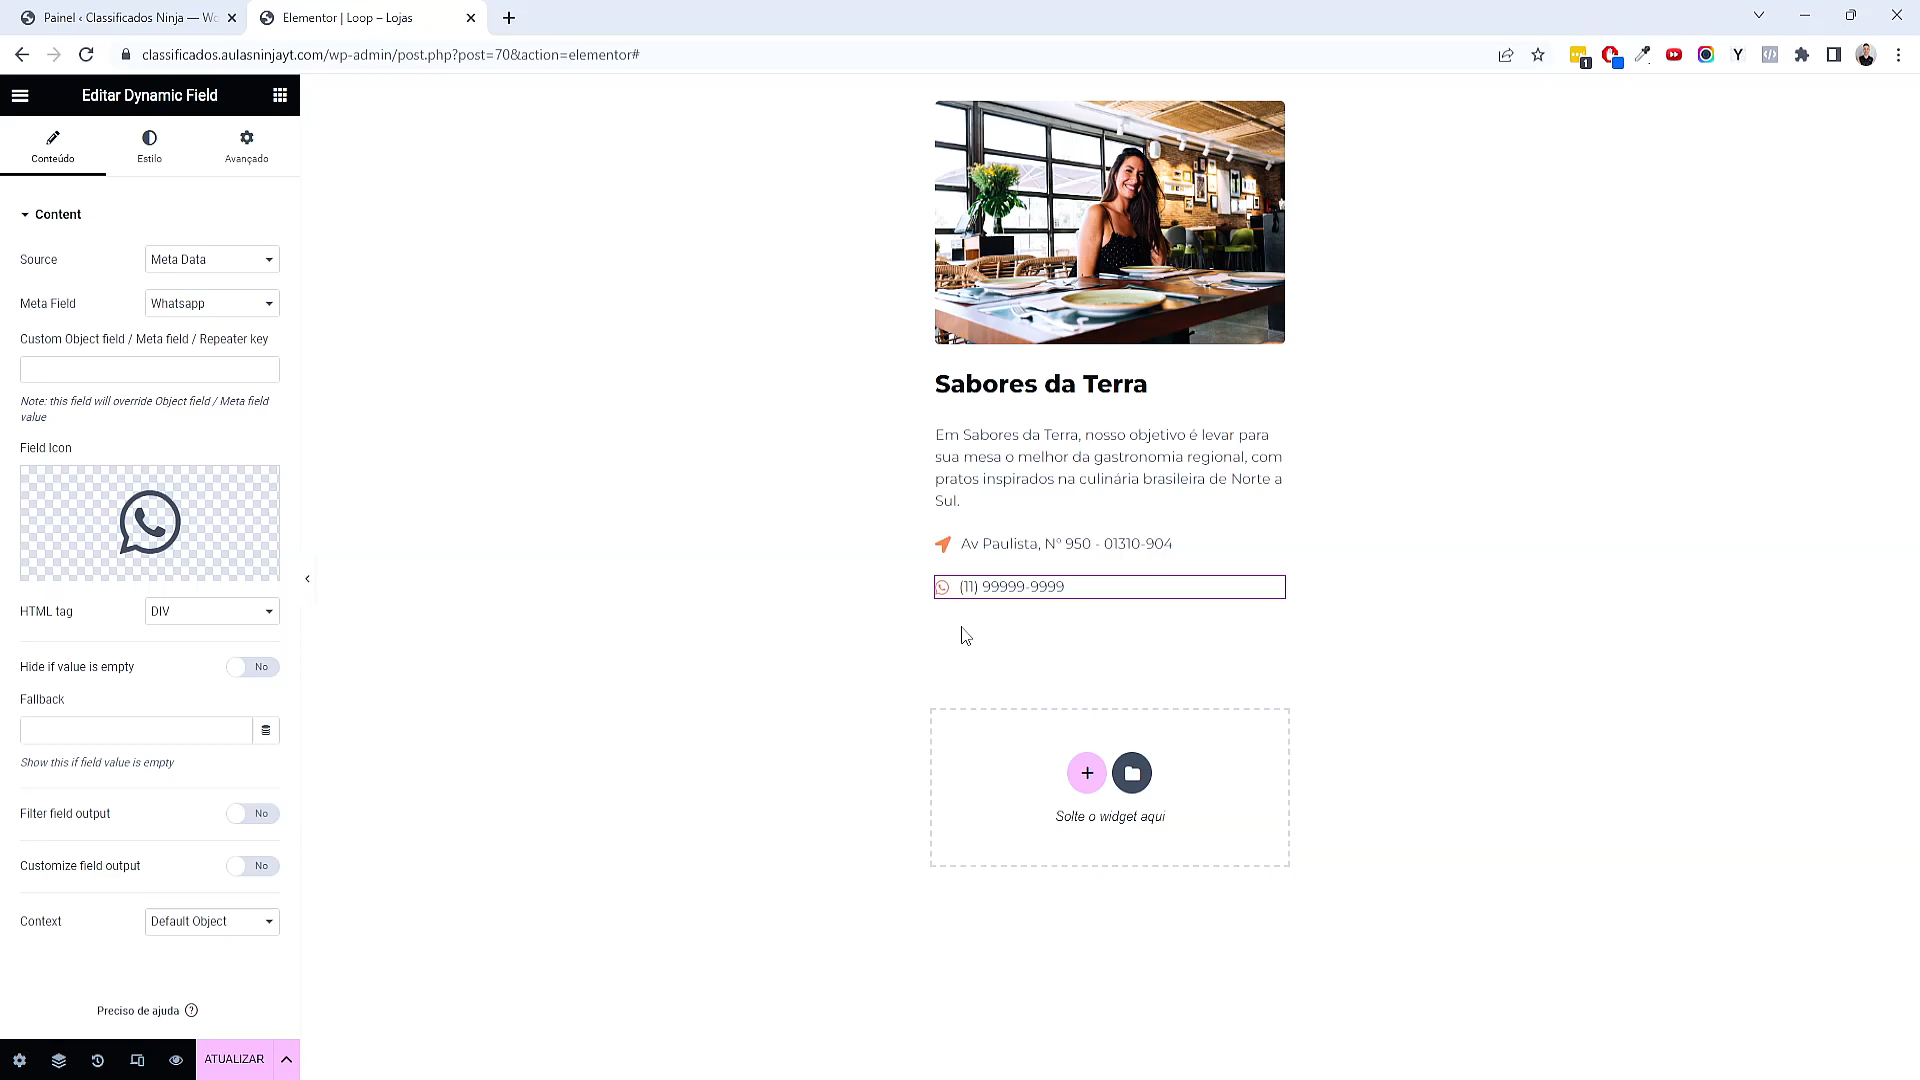 Painel ‹ Classificados Ninja — Wo
Elementor | Loop – Lojas
classificados.aulasninjayt.com/wp-admin/post.php?post=70&action=elementor#
1
Y
Editar Dynamic Field
Conteúdo
Estilo
Avançado
Content
Source
Meta Data
Meta Field
Whatsapp
Custom Object field / Meta field / Repeater key
Note: this field will override Object field / Meta field
value
Field Icon
HTML tag
DIV
Hide if value is empty
No
Fallback
Show this if field value is empty
Filter field output
No
Customize field output
No
Context
Default Object
Preciso de ajuda
ATUALIZAR
Sabores da Terra
Em Sabores da Terra, nosso objetivo é levar para
sua mesa o melhor da gastronomia regional, com
pratos inspirados na culinária brasileira de Norte a
Sul.
Av Paulista, Nº 950 - 01310-904
(11) 99999-9999
Solte o widget aqui